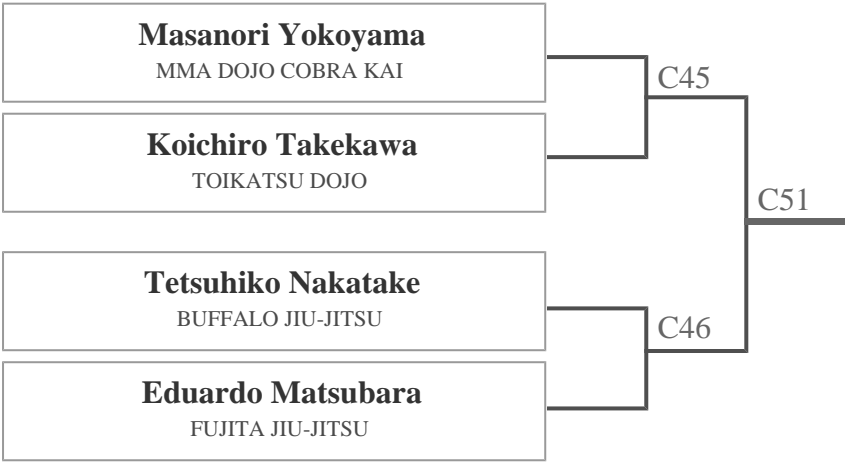 Masanori Yokoyama
MMA DOJO COBRA KAI
C45
Koichiro Takekawa
TOIKATSU DOJO
C51
Tetsuhiko Nakatake
BUFFALO JIU-JITSU
C46
Eduardo Matsubara
FUJITA JIU-JITSU